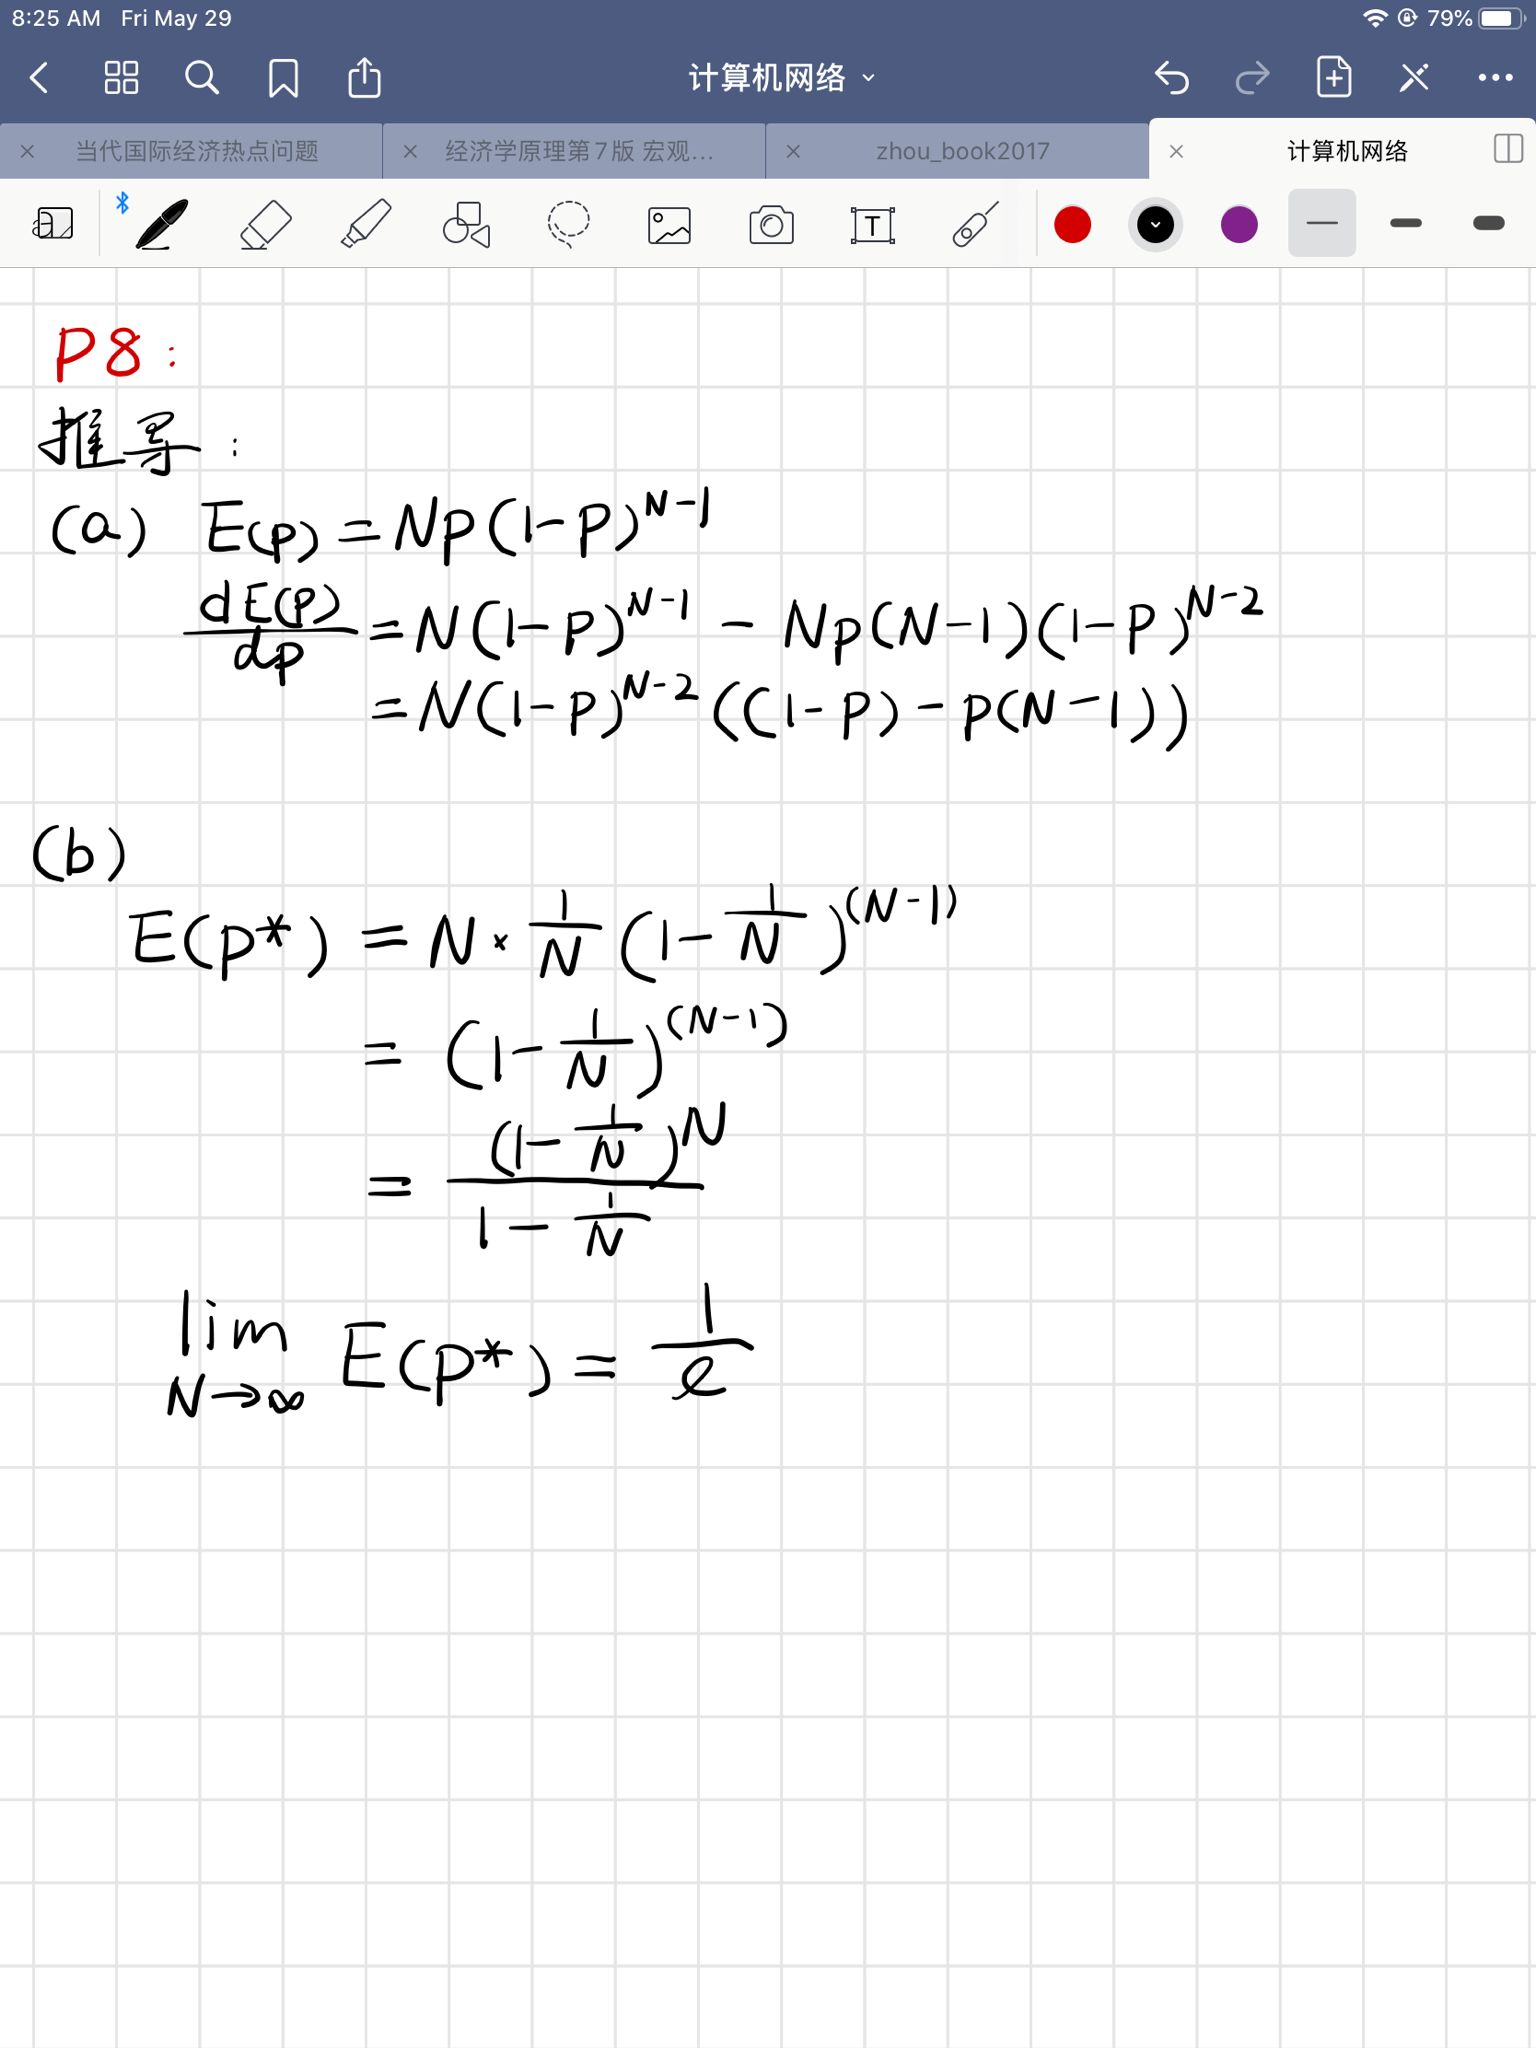 8:25 AM Fri May 29 79%
计算机网络
当代国际经济热点问题 经济学原理第7版 宏观... zhou_book2017 计算机网络
P8:
推导:
(a) E(p) = Np(1-p)^{N-1}
\frac{dE(p)}{dp} = N(1-p)^{N-1} - Np(N-1)(1-p)^{N-2}
= N(1-p)^{N-2}((1-p) - p(N-1))
(b)
E(p*) = N × \frac{1}{N} (1 - \frac{1}{N})^{(N-1)}
= (1 - \frac{1}{N})^{(N-1)}
= \frac{(1 - \frac{1}{N})^N}{1 - \frac{1}{N}}
\lim_{N→∞} E(p*) = \frac{1}{e}